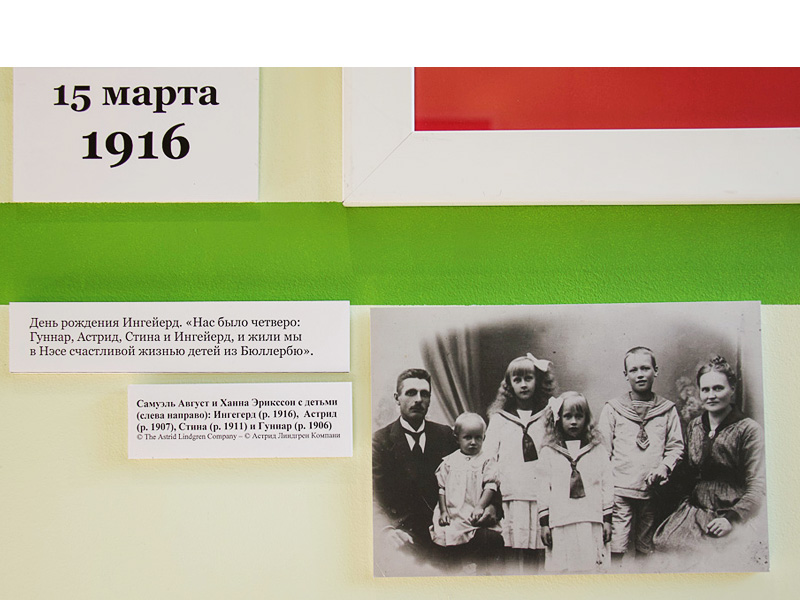 15 марта
1916
День рождения Ингейерд. «Нас было четверо:
Гуннар, Астрид, Стина и Ингейерд, и жили мы
в Нэсе счастливой жизнью детей из Бюллербю».
Самуэль Август и Ханна Эрикссон с детьми
(слева направо): Ингегерд (р. 1916), Астрид
(р. 1907), Стина (р. 1911) и Гуннар (р. 1906)
© The Astrid Lindgren Company – © Астрид Линдгрен Компани